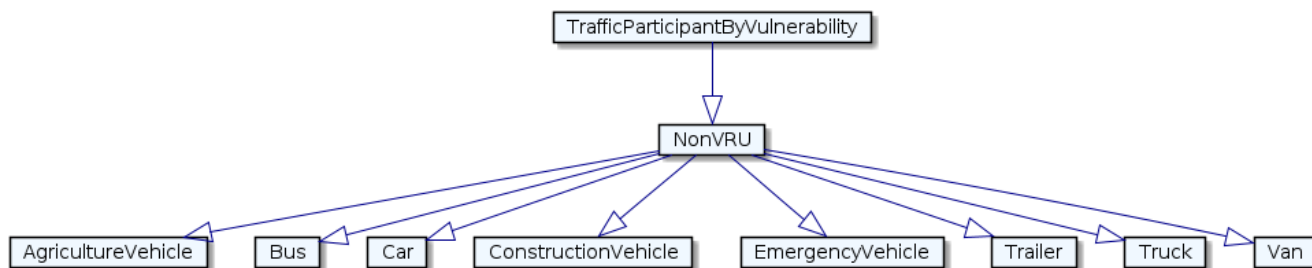 TrafficParticipantByVulnerability
NonVRU
AgricultureVehicle
Bus
Car
ConstructionVehicle
EmergencyVehicle
Trailer
Truck
Van